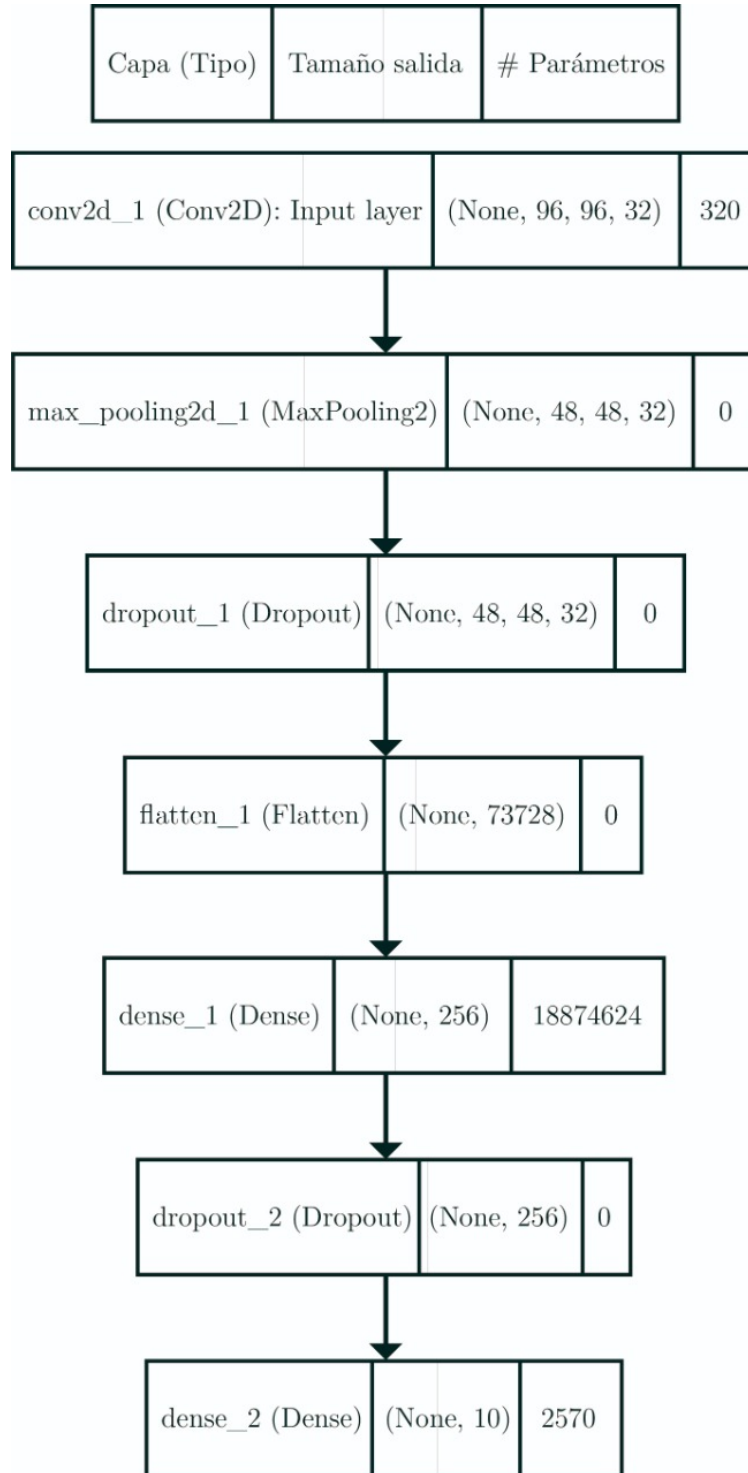 Capa (Tipo) Tamaño salida # Parámetros
conv2d_1 (Conv2D): Input layer (None, 96, 96, 32) 320
max_pooling2d_1 (MaxPooling2) (None, 48, 48, 32) 0
dropout_1 (Dropout) (None, 48, 48, 32) 0
flatten_1 (Flatten) (None, 73728) 0
dense_1 (Dense) (None, 256) 18874624
dropout_2 (Dropout) (None, 256) 0
dense_2 (Dense) (None, 10) 2570